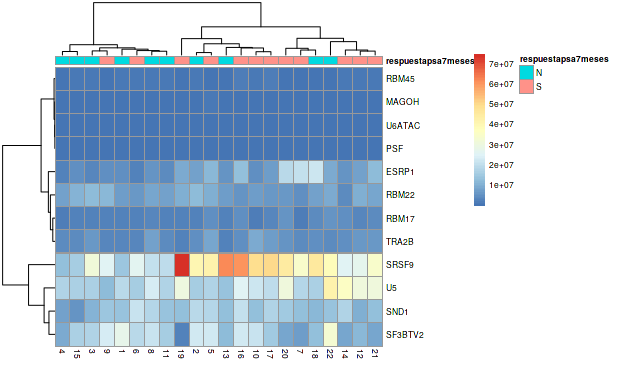 respuestapsa7meses
RBM45
MAGOH
U6ATAC
PSF
ESRP1
RBM22
RBM17
TRA2B
SRSF9
U5
SND1
SF3BTV2
4 15 3 9 1 6 8 11 19 2 5 13 16 10 17 20 7 18 22 14 12 21
7e+07
6e+07
5e+07
4e+07
3e+07
2e+07
1e+07
respuestapsa7meses
N
S